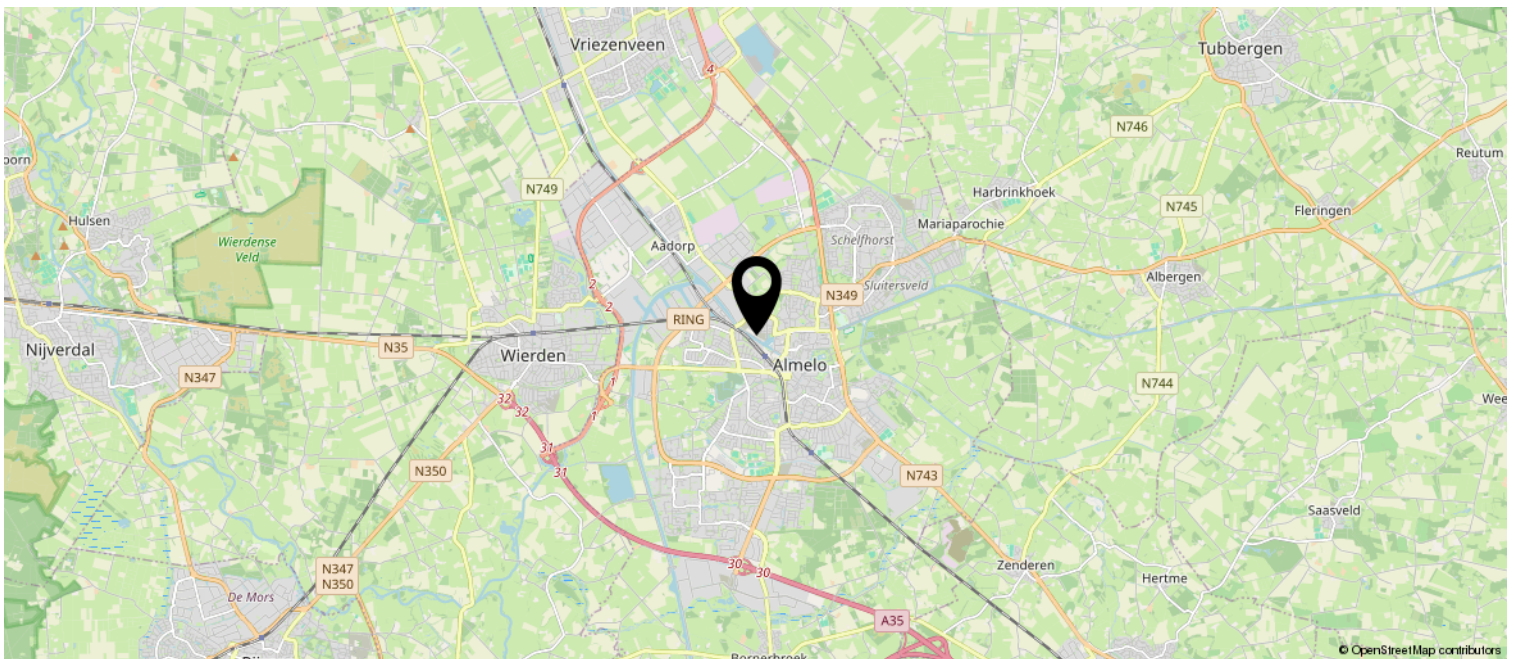 Vriezenveen
Tubbergen
4
N746
oorn
Reutum
N749
Harbrinkhoek
N745
Hulsen
Mariaparochie
Fleringen
Wierdense
Veld
Aadorp
Schelfhorst
Albergen
2
2
Sluitersveld
N349
RING
Nijverdal
N35
Wierden
Almelo
N347
1
N744
32
32
1
Wee
31
31
N350
N743
Saasveld
N347
N350
30
30
Zenderen
Hertme
De Mors
A35
Bornerbroek
© OpenStreetMap contributors